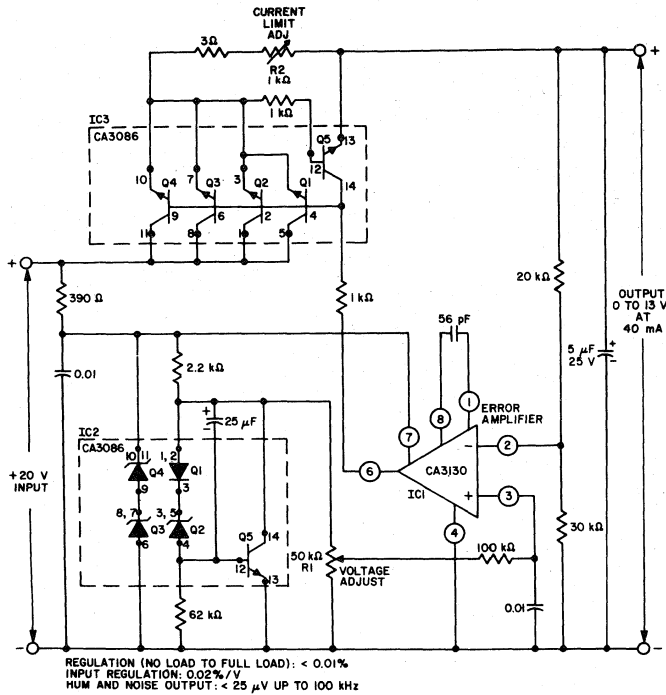 CURRENT
LIMIT
ADJ
3Ω
R2
1 kΩ
1 kΩ
IC3
CA3086
Q5
13
12
14
10
Q4
7
Q3
3
Q2
Q1
9
6
2
4
11
8
1
5
+
+
390 Ω
1 kΩ
20 kΩ
OUTPUT
0 TO 13 V
AT
40 mA
56 pF
5 μF
25 V
+
-
0.01
2.2 kΩ
+
-
25 μF
8
1
7
ERROR
AMPLIFIER
IC2
CA3086
6
CA3130
IC1
-
2
+
3
4
+20 V
INPUT
10 11
Q4
9
1, 2
Q1
3
8, 7
Q3
6
3, 5
Q2
4
Q5
14
12
13
50 kΩ
R1
VOLTAGE
ADJUST
100 kΩ
30 kΩ
0.01
62 kΩ
-
-
REGULATION (NO LOAD TO FULL LOAD): < 0.01%
INPUT REGULATION: 0.02%/V
HUM AND NOISE OUTPUT: < 25 μV UP TO 100 kHz